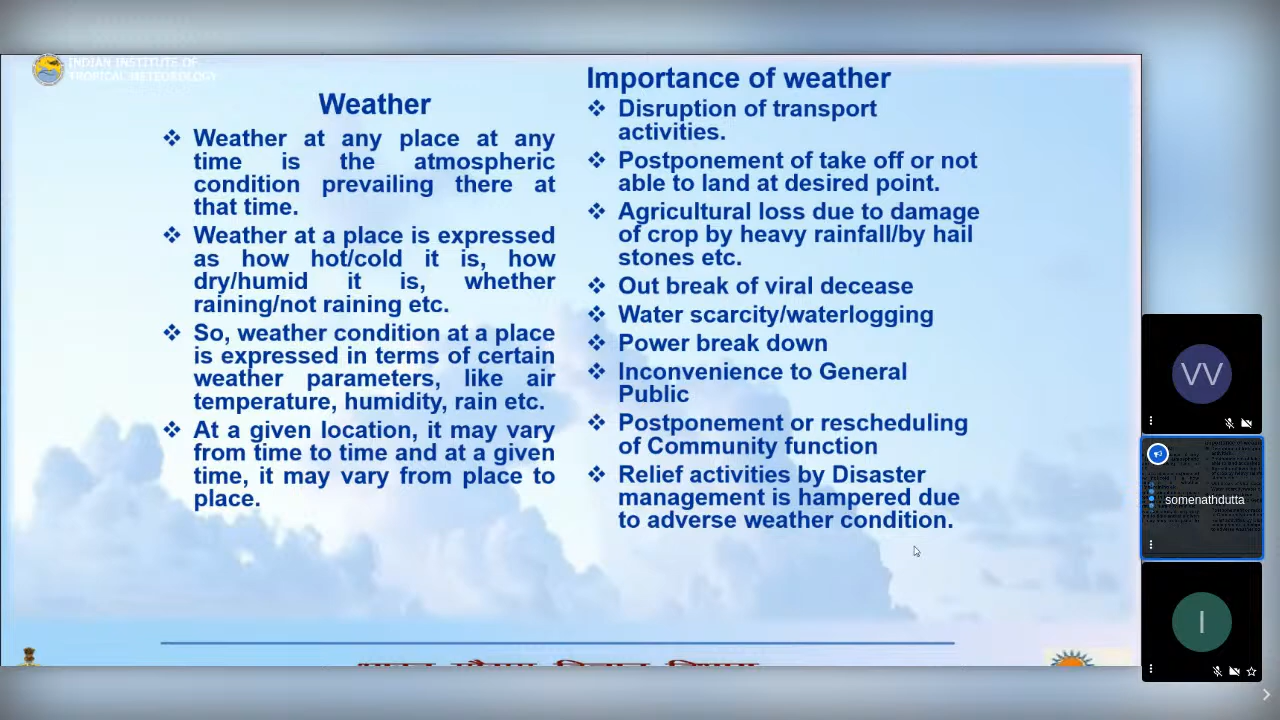 INDIAN INSTITUTE OF
TROPICAL METEOROLOGY
Weather
❖ Weather at any place at any
time is the atmospheric
condition prevailing there at
that time.
❖ Weather at a place is expressed
as how hot/cold it is, how
dry/humid it is, whether
raining/not raining etc.
❖ So, weather condition at a place
is expressed in terms of certain
weather parameters, like air
temperature, humidity, rain etc.
❖ At a given location, it may vary
from time to time and at a given
time, it may vary from place to
place.
Importance of weather
❖ Disruption of transport
activities.
❖ Postponement of take off or not
able to land at desired point.
❖ Agricultural loss due to damage
of crop by heavy rainfall/by hail
stones etc.
❖ Out break of viral decease
❖ Water scarcity/waterlogging
❖ Power break down
❖ Inconvenience to General
Public
❖ Postponement or rescheduling
of Community function
❖ Relief activities by Disaster
management is hampered due
to adverse weather condition.
VV
somenathdutta
I